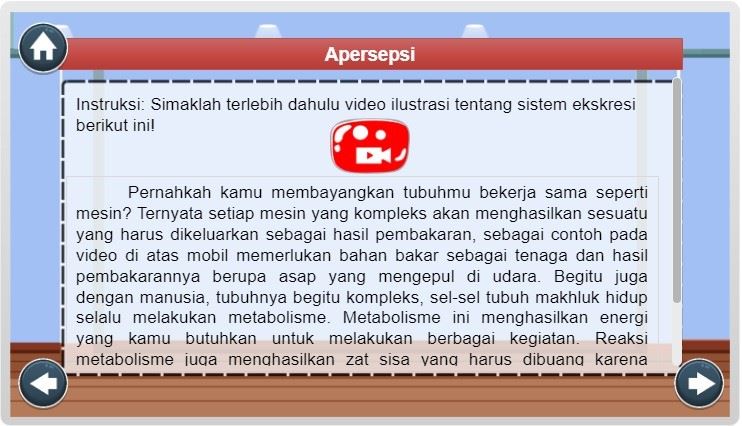 Apersepsi
Instruksi: Simaklah terlebih dahulu video ilustrasi tentang sistem ekskresi
berikut ini!
Pernahkah kamu membayangkan tubuhmu bekerja sama seperti
mesin? Ternyata setiap mesin yang kompleks akan menghasilkan sesuatu
yang harus dikeluarkan sebagai hasil pembakaran, sebagai contoh pada
video di atas mobil memerlukan bahan bakar sebagai tenaga dan hasil
pembakarannya berupa asap yang mengepul di udara. Begitu juga
dengan manusia, tubuhnya begitu kompleks, sel-sel tubuh makhluk hidup
selalu melakukan metabolisme. Metabolisme ini menghasilkan energi
yang kamu butuhkan untuk melakukan berbagai kegiatan. Reaksi
metabolisme juga menghasilkan zat sisa yang harus dibuang karena